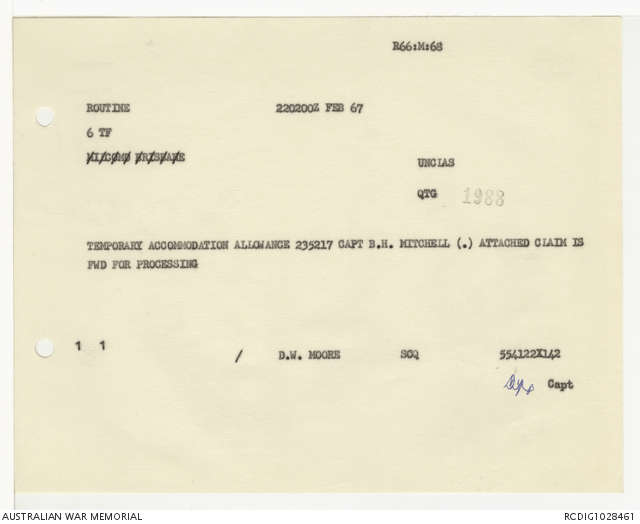 R66:M:68
ROUTINE 220200Z FEB 67
6 TF
UNCLAS
QTG 1988
TEMPORARY ACCOMMODATION ALLOWANCE 235217 CAPT B.H. MITCHELL (.) ATTACHED CLAIM IS
FWD FOR PROCESSING
1 1 / D.W. MOORE SGQ 554122X142
Capt
AUSTRALIAN WAR MEMORIAL RCDIG1028461